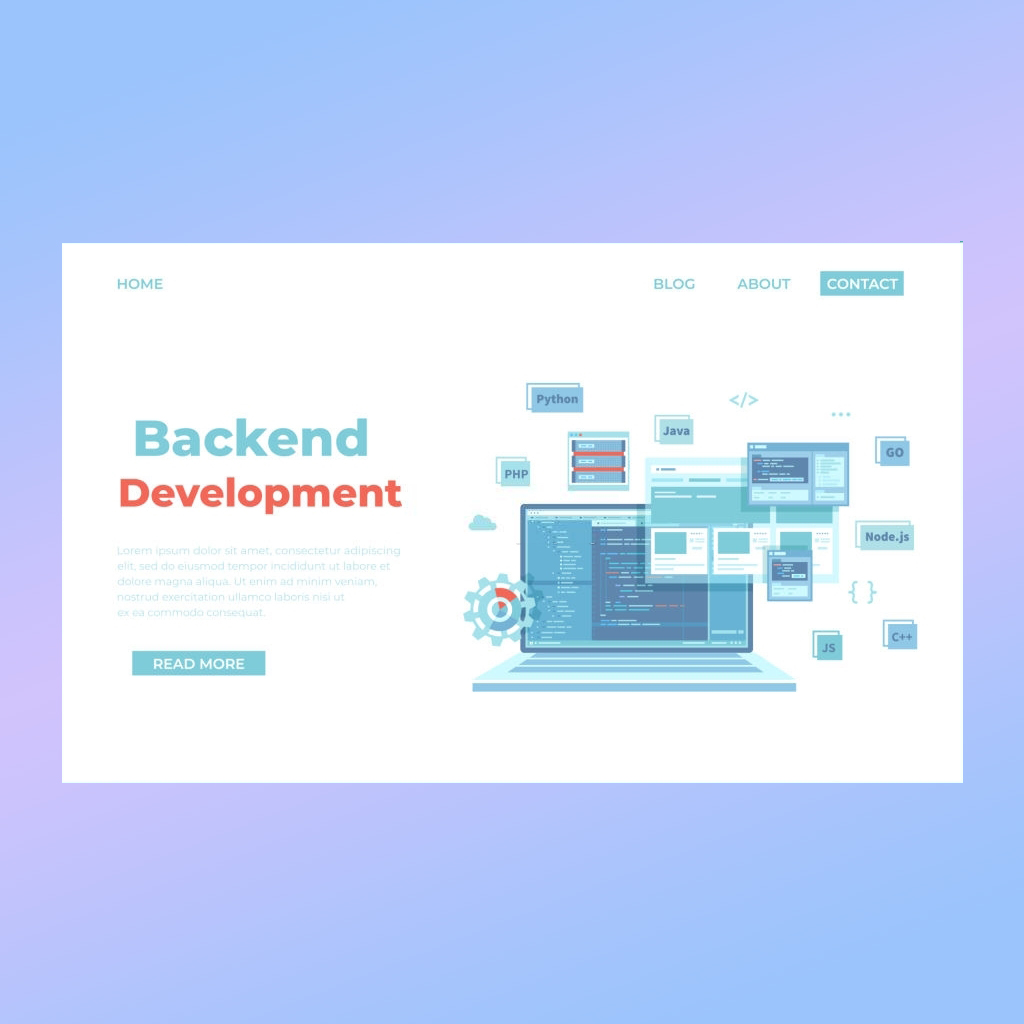 HOME
BLOG
ABOUT
CONTACT
Backend
Development
Lorem ipsum dolor sit amet, consectetur adipiscing
elit, sed do eiusmod tempor incididunt ut labore et
dolore magna aliqua. Ut enim ad minim veniam,
nostrud exercitation ullamco laboris nisi ut
ex ea commodo consequat.
READ MORE
Python
</>
...
Java
GO
PHP
Node.js
{ }
C++
JS